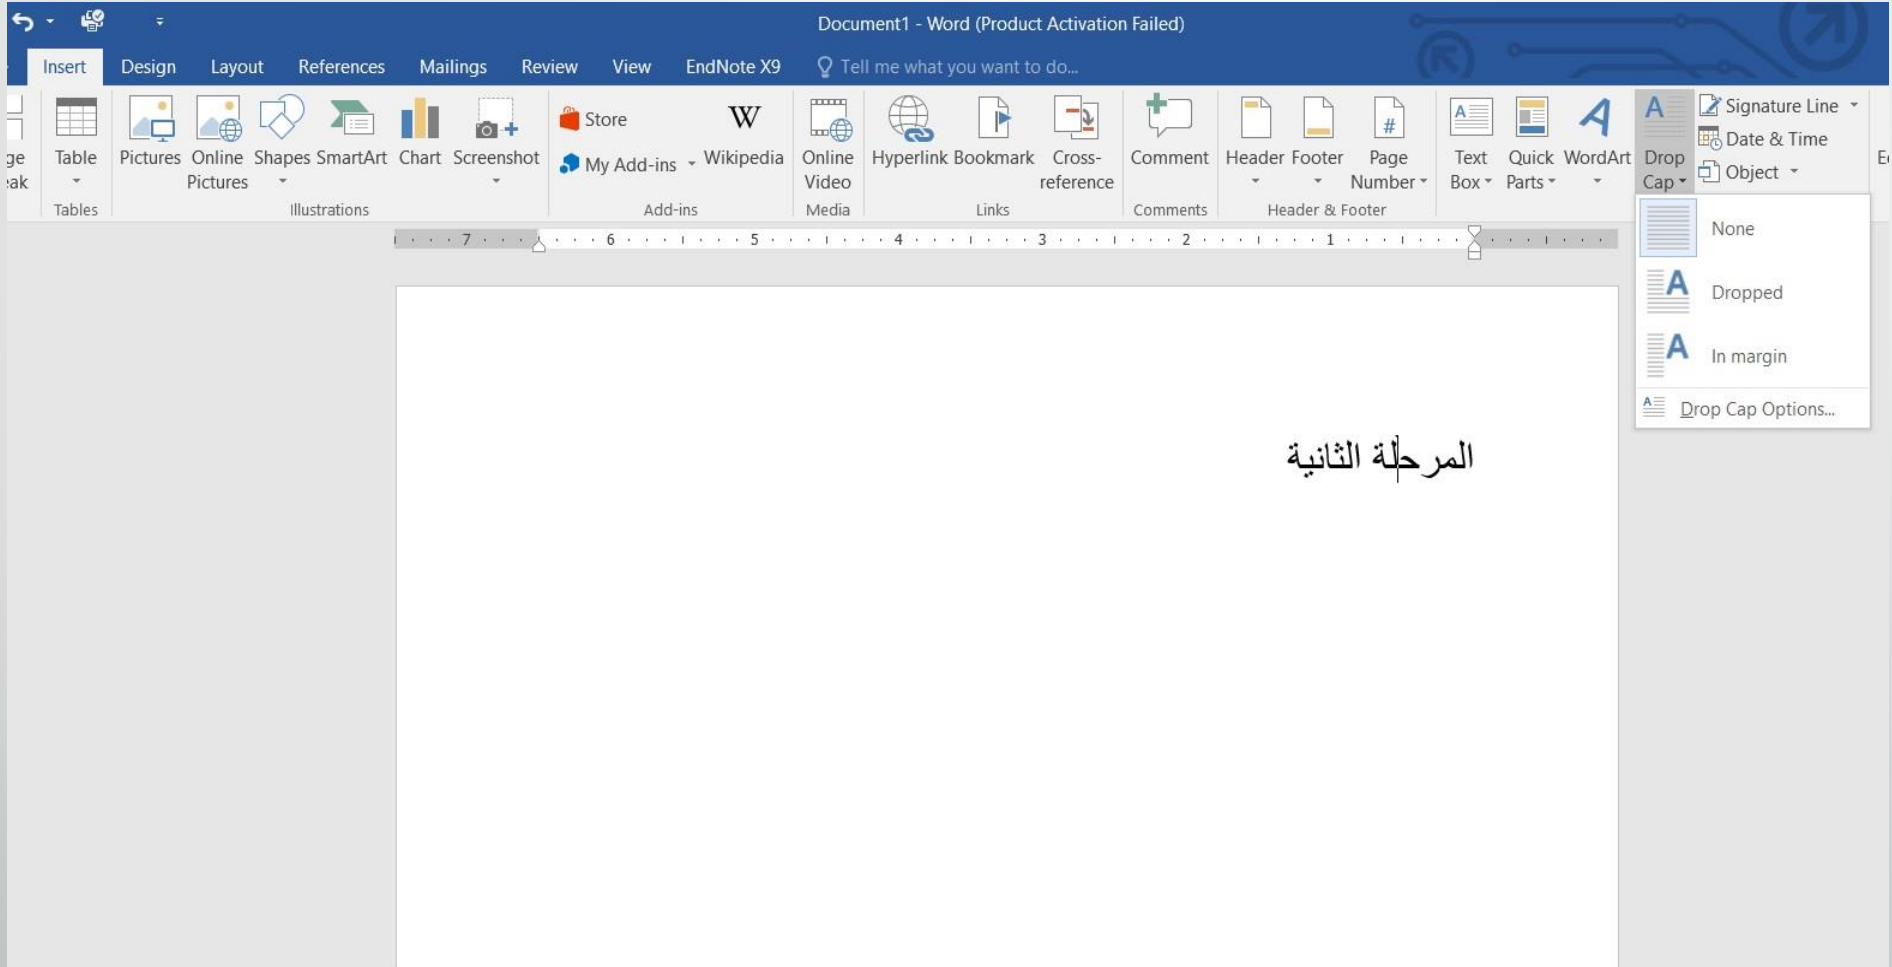 Document1 - Word (Product Activation Failed)
Insert Design Layout References Mailings Review View EndNote X9 Tell me what you want to do...
Table
Pictures
Online
Pictures
Shapes
SmartArt
Chart
Screenshot
Store
My Add-ins
W
Wikipedia
Online
Video
Hyperlink
Bookmark
Cross-
reference
Comment
Header
Footer
#
Page
Number
A
Text
Box
Quick
Parts
A
WordArt
A
Drop
Cap
Signature Line
Date & Time
Object
Tables Illustrations Add-ins Media Links Comments Header & Footer
7 6 5 4 3 2 1
None
A Dropped
A In margin
A Drop Cap Options...
المرحلة الثانية